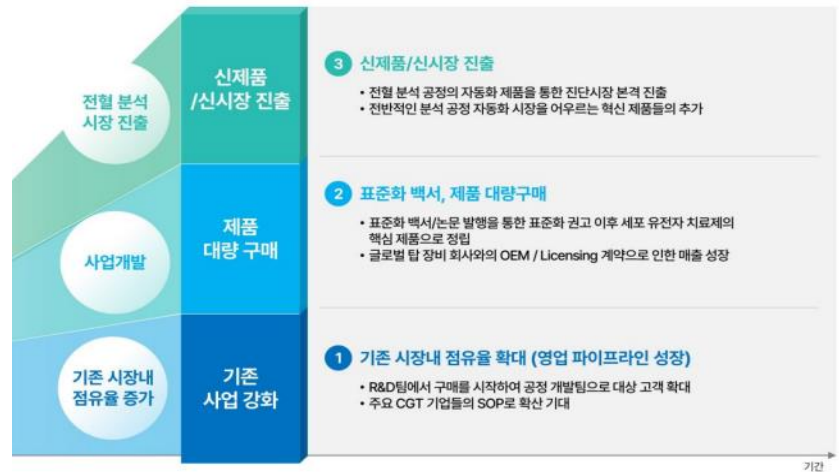 전혈 분석
시장 진출
신제품
/신시장 진출
3 신제품/신시장 진출
• 전혈 분석 공정의 자동화 제품을 통한 진단시장 본격 진출
• 전반적인 분석 공정 자동화 시장을 어우르는 혁신 제품들의 추가
사업개발
제품
대량 구매
2 표준화 백서, 제품 대량구매
• 표준화 백서/논문 발행을 통한 표준화 권고 이후 세포 유전자 치료제의
핵심 제품으로 정립
• 글로벌 탑 장비 회사와의 OEM / Licensing 계약으로 인한 매출 성장
기존 시장내
점유율 증가
기존
사업 강화
1 기존 시장내 점유율 확대 (영업 파이프라인 성장)
• R&D팀에서 구매를 시작하여 공정 개발팀으로 대상 고객 확대
• 주요 CGT 기업들의 SOP로 확산 기대
기간